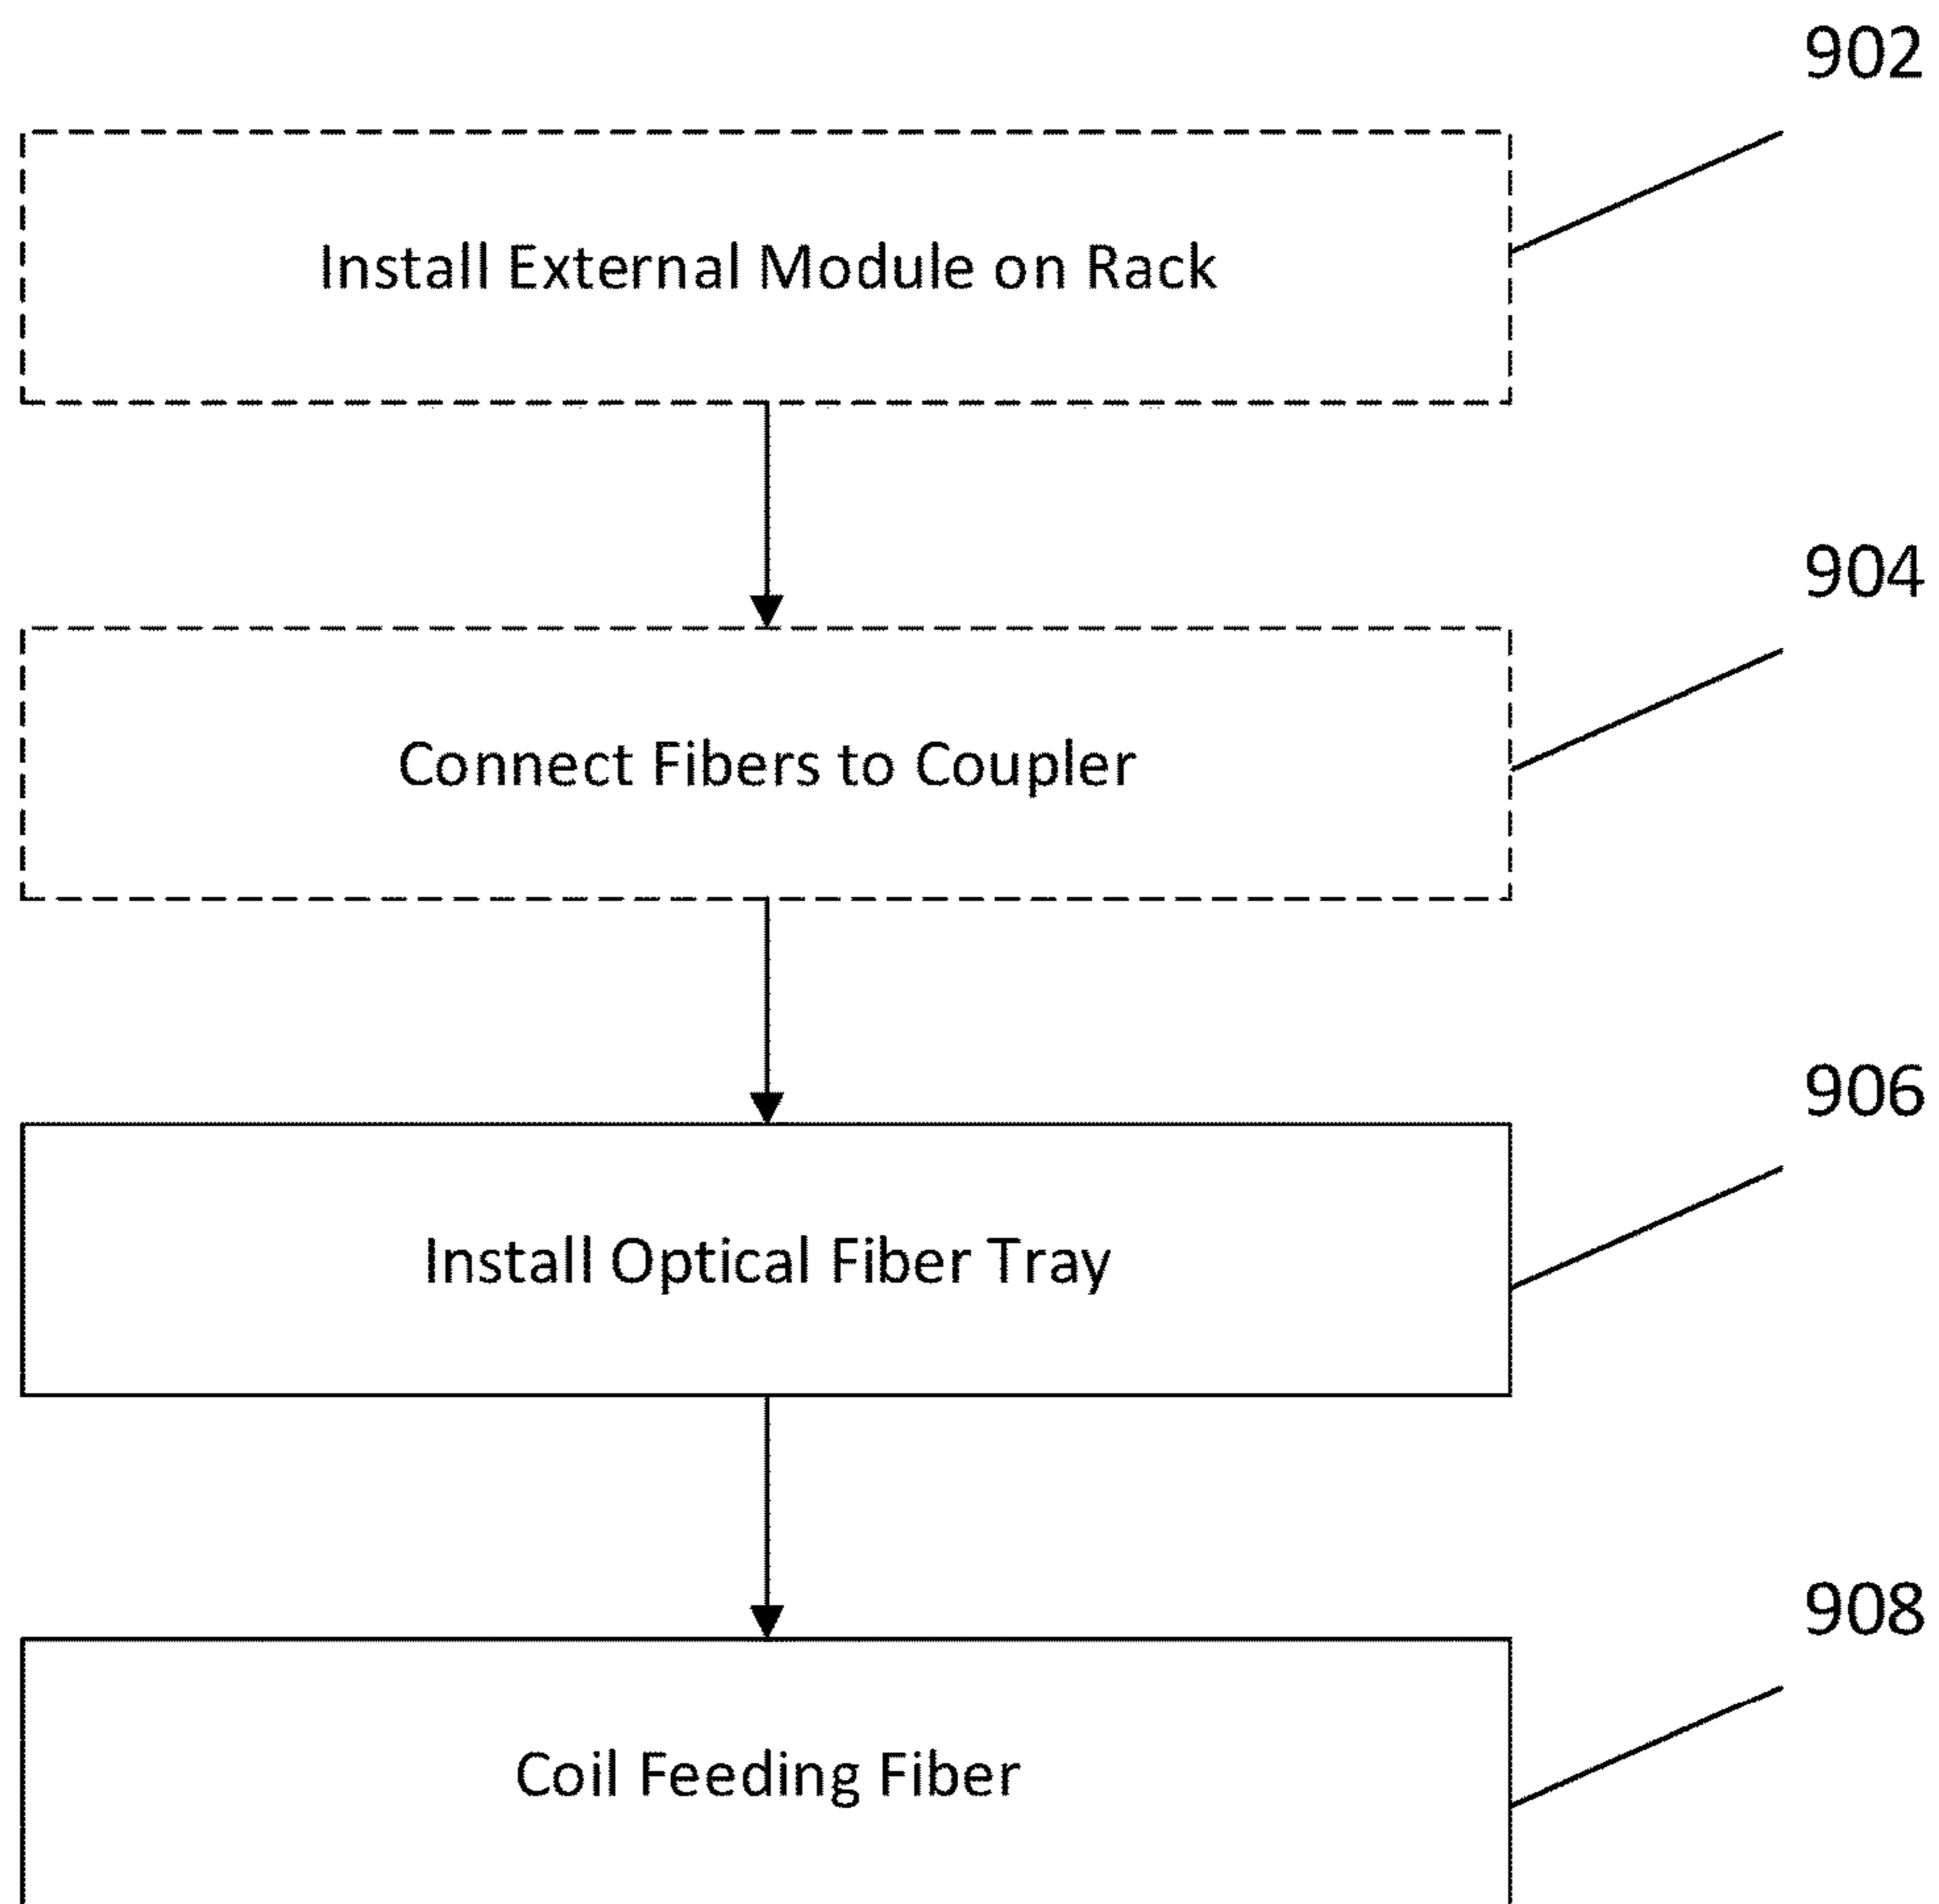 902
Install External Module on Rack
904
Connect Fibers to Coupler
906
Install Optical Fiber Tray
908
Coil Feeding Fiber